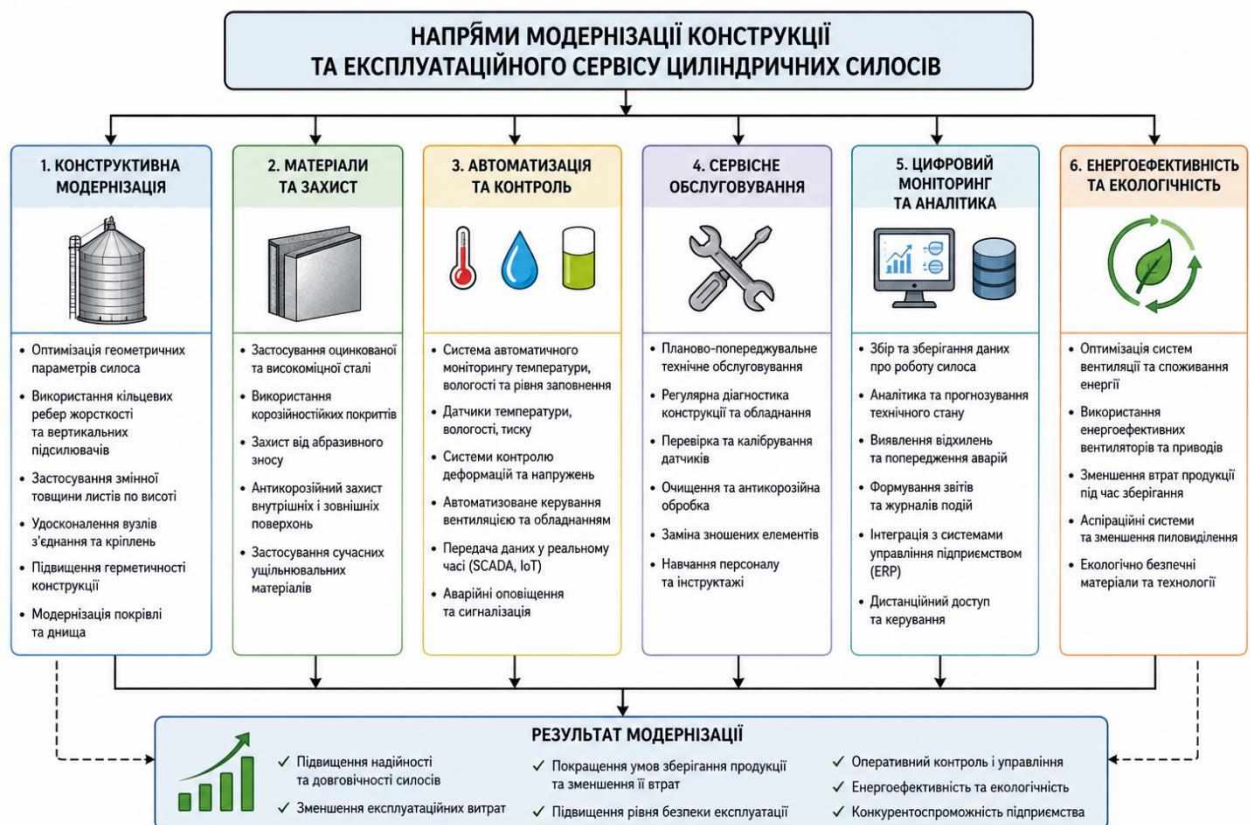 НАПРЯМИ МОДЕРНІЗАЦІЇ КОНСТРУКЦІЇ
ТА ЕКСПЛУАТАЦІЙНОГО СЕРВІСУ ЦИЛІНДРИЧНИХ СИЛОСІВ
1. КОНСТРУКТИВНА
МОДЕРНІЗАЦІЯ
• Оптимізація геометричних
параметрів силоса
• Використання кільцевих
ребер жорсткості
та вертикальних
підсилювачів
• Застосування змінної
товщини листів по висоті
• Удосконалення вузлів
з’єднання та кріплень
• Підвищення герметичності
конструкції
• Модернізація покрівлі
та днища
2. МАТЕРІАЛИ
ТА ЗАХИСТ
• Застосування оцинкованої
та високоміцної сталі
• Використання
корозійностійких покриттів
• Захист від абразивного
зносу
• Антикорозійний захист
внутрішніх і зовнішніх
поверхонь
• Застосування сучасних
ущільнювальних
матеріалів
3. АВТОМАТИЗАЦІЯ
ТА КОНТРОЛЬ
• Система автоматичного
моніторингу температури,
вологості та рівня заповнення
• Датчики температури,
вологості, тиску
• Системи контролю
деформацій та напружень
• Автоматизоване керування
вентиляцією та обладнанням
• Передача даних у реальному
часі (SCADA, IoT)
• Аварійні оповіщення
та сигналізація
4. СЕРВІСНЕ
ОБСЛУГОВУВАННЯ
• Планово-попереджувальне
технічне обслуговування
• Регулярна діагностика
конструкції та обладнання
• Перевірка та калібрування
датчиків
• Очищення та антикорозійна
обробка
• Заміна зношених елементів
• Навчання персоналу
та інструктажі
5. ЦИФРОВИЙ
МОНІТОРИНГ
ТА АНАЛІТИКА
• Збір та зберігання даних
про роботу силоса
• Аналітика та прогнозування
технічного стану
• Виявлення відхилень
та попередження аварій
• Формування звітів
та журналів подій
• Інтеграція з системами
управління підприємством
(ERP)
• Дистанційний доступ
та керування
6. ЕНЕРГОЕФЕКТИВНІСТЬ
ТА ЕКОЛОГІЧНІСТЬ
• Оптимізація систем
вентиляції та споживання
енергії
• Використання
енергоефективних
вентиляторів та приводів
• Зменшення втрат продукції
під час зберігання
• Аспіраційні системи
та зменшення пиловиділення
• Екологічно безпечні
матеріали та технології
РЕЗУЛЬТАТ МОДЕРНІЗАЦІЇ
✓ Підвищення надійності
та довговічності силосів
✓ Зменшення експлуатаційних витрат
✓ Покращення умов зберігання продукції
та зменшення її втрат
✓ Підвищення рівня безпеки експлуатації
✓ Оперативний контроль і управління
✓ Енергоефективність та екологічність
✓ Конкурентоспроможність підприємства